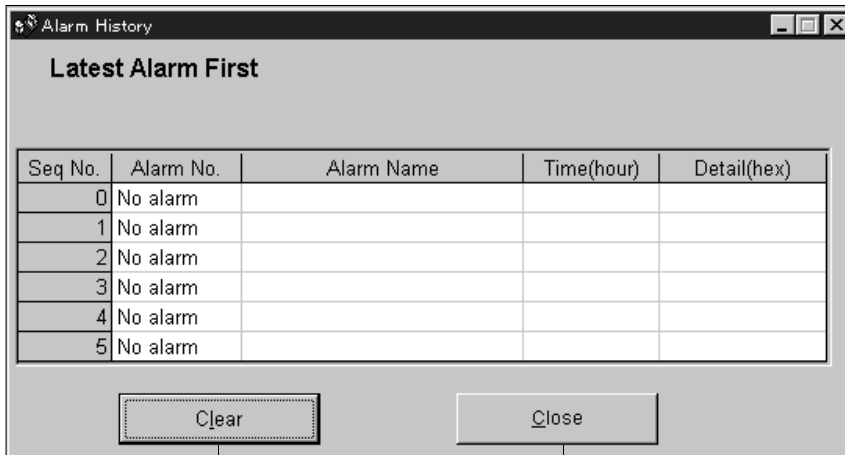 Alarm History
Latest Alarm First
Seq No. Alarm No. Alarm Name Time(hour) Detail(hex)
0 No alarm
1 No alarm
2 No alarm
3 No alarm
4 No alarm
5 No alarm
Clear Close